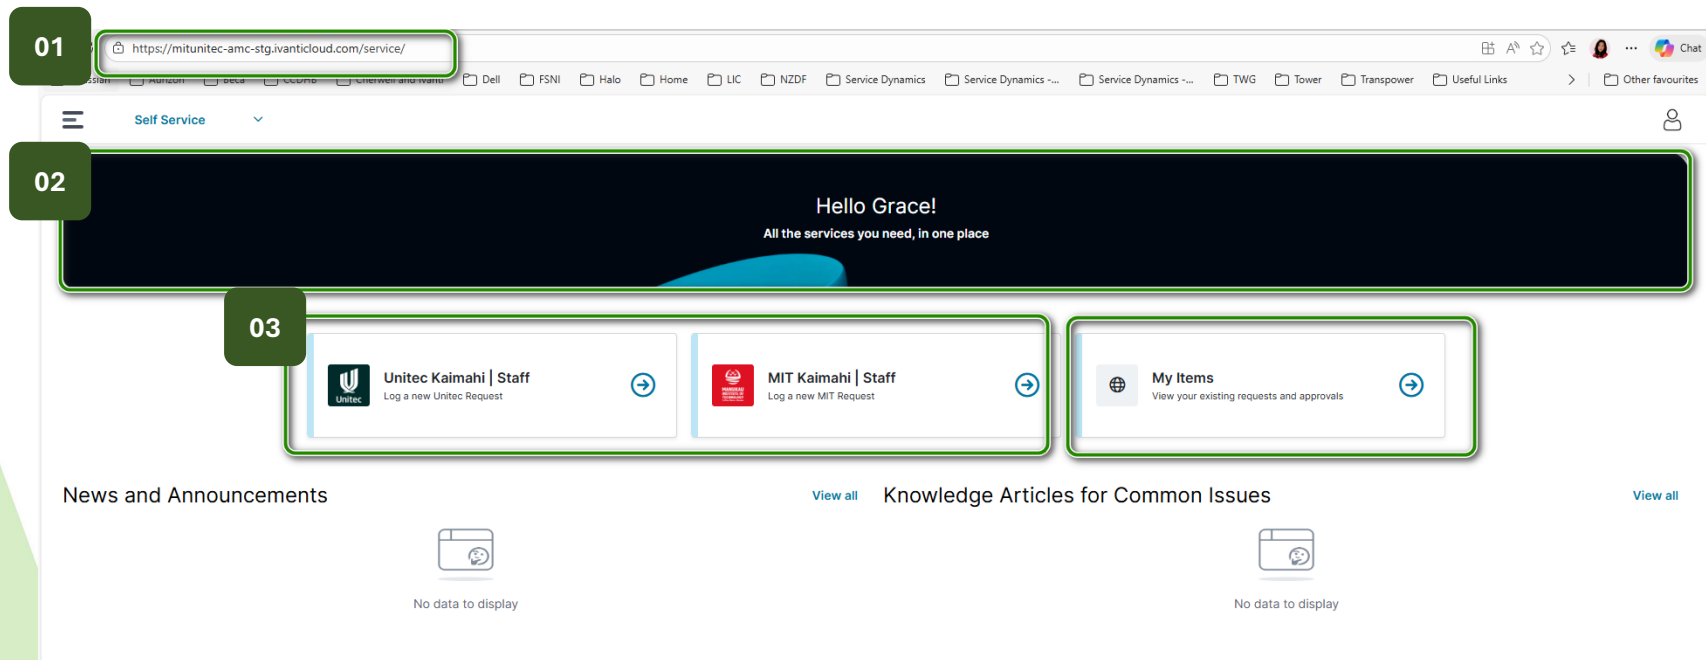 01
https://mitunitec-amc-stg.ivanticloud.com/service/
Chat
Dell
FSNI
Halo
Home
LIC
NZDF
Service Dynamics
Service Dynamics -...
Service Dynamics -...
TWG
Tower
Transpower
Useful Links
Other favourites
Self Service
02
Hello Grace!
All the services you need, in one place
03
Unitec
Unitec Kaimahi | Staff
Log a new Unitec Request
MIT Kaimahi | Staff
Log a new MIT Request
My Items
View your existing requests and approvals
News and Announcements
View all
Knowledge Articles for Common Issues
View all
No data to display
No data to display